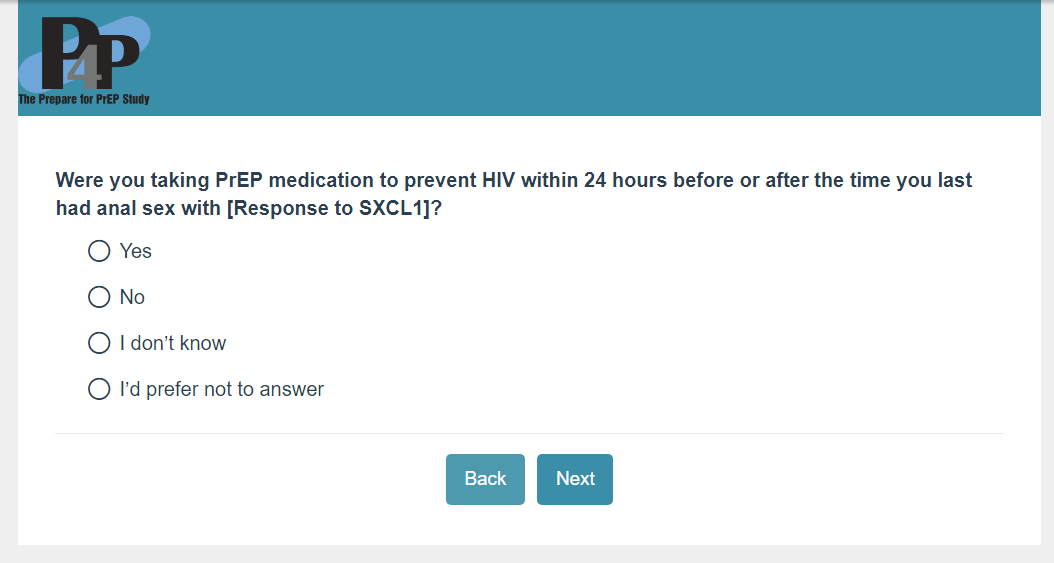 P4P
The Prepare for PrEP Study
Were you taking PrEP medication to prevent HIV within 24 hours before or after the time you last
had anal sex with [Response to SXCL1]?
Yes
No
I don’t know
I’d prefer not to answer
Back
Next